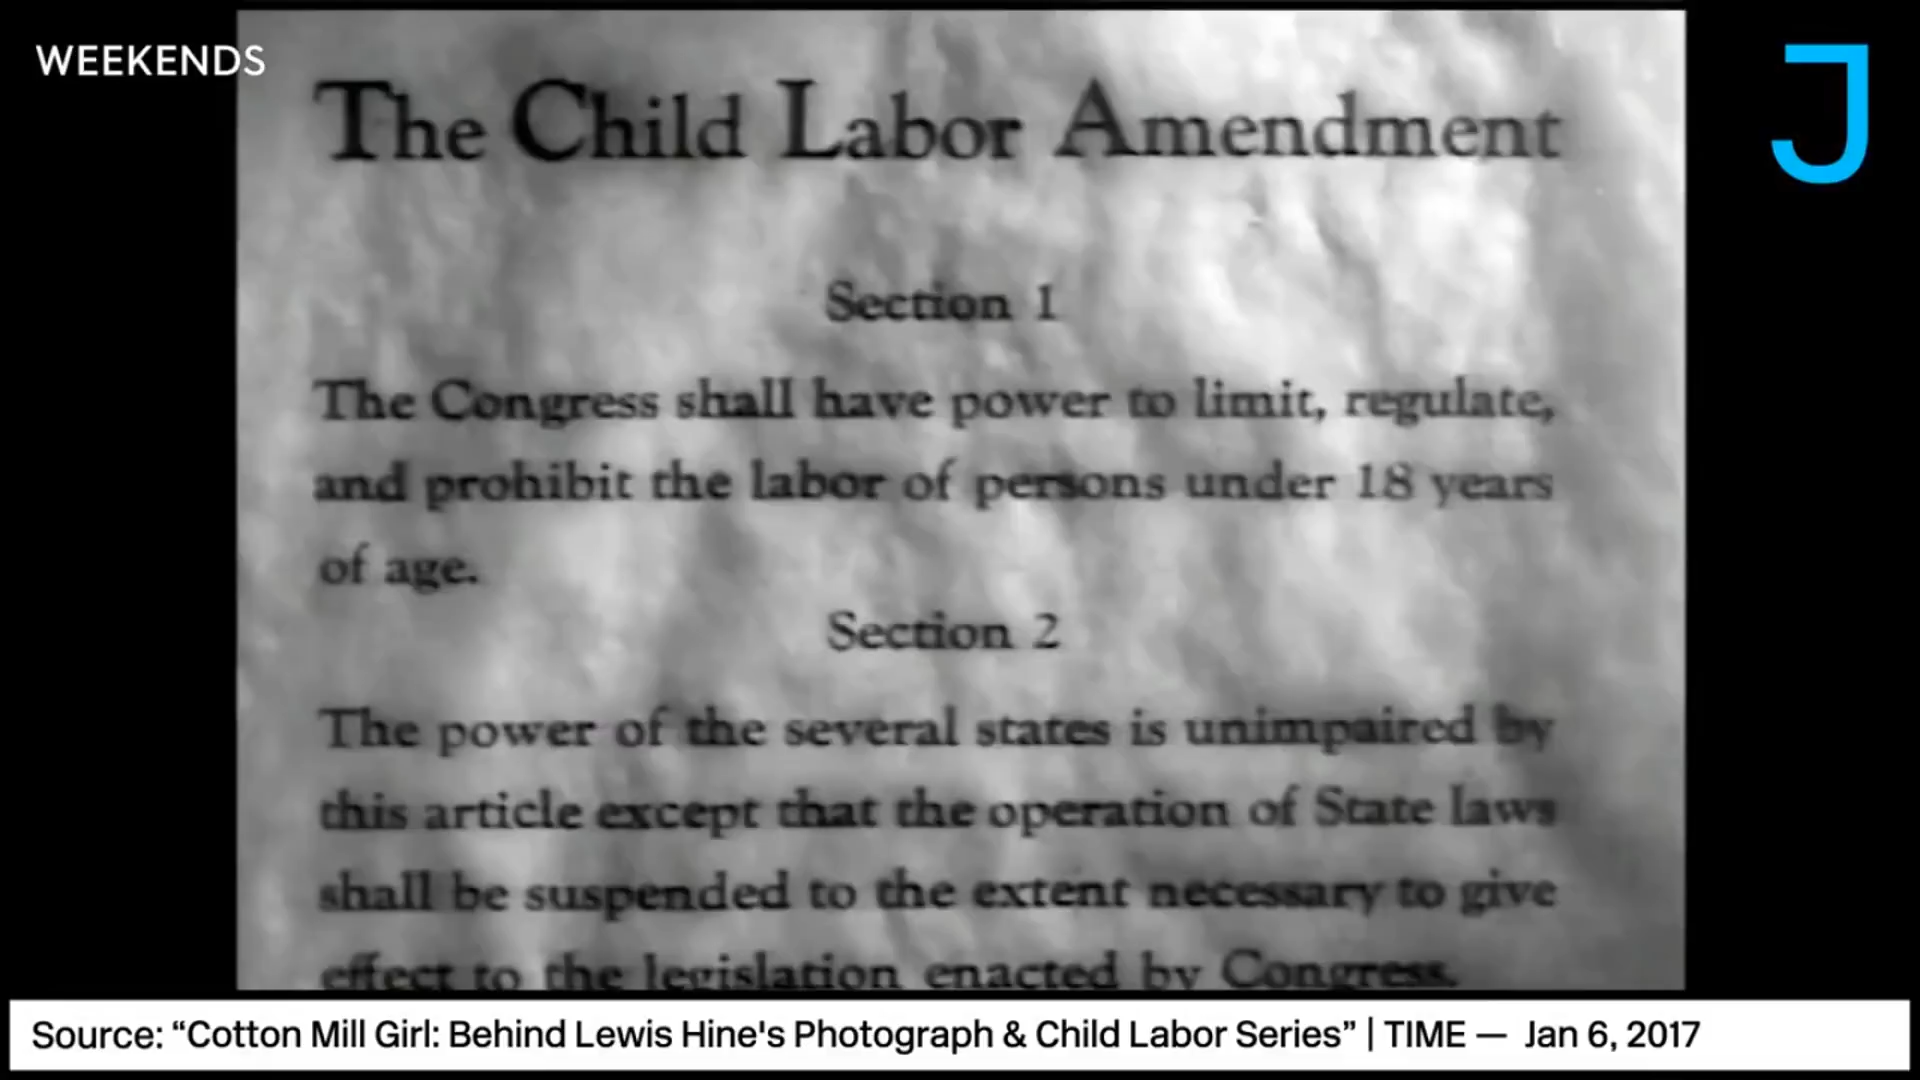 WEEKENDS
J
The Child Labor Amendment
Section 1
The Congress shall have power to limit, regulate,
and prohibit the labor of persons under 18 years
of age.
Section 2
The power of the several states is unimpaired by
this article except that the operation of State laws
shall be suspended to the extent necessary to give
effect to the legislation enacted by Congress.
Source: “Cotton Mill Girl: Behind Lewis Hine's Photograph & Child Labor Series” | TIME — Jan 6, 2017